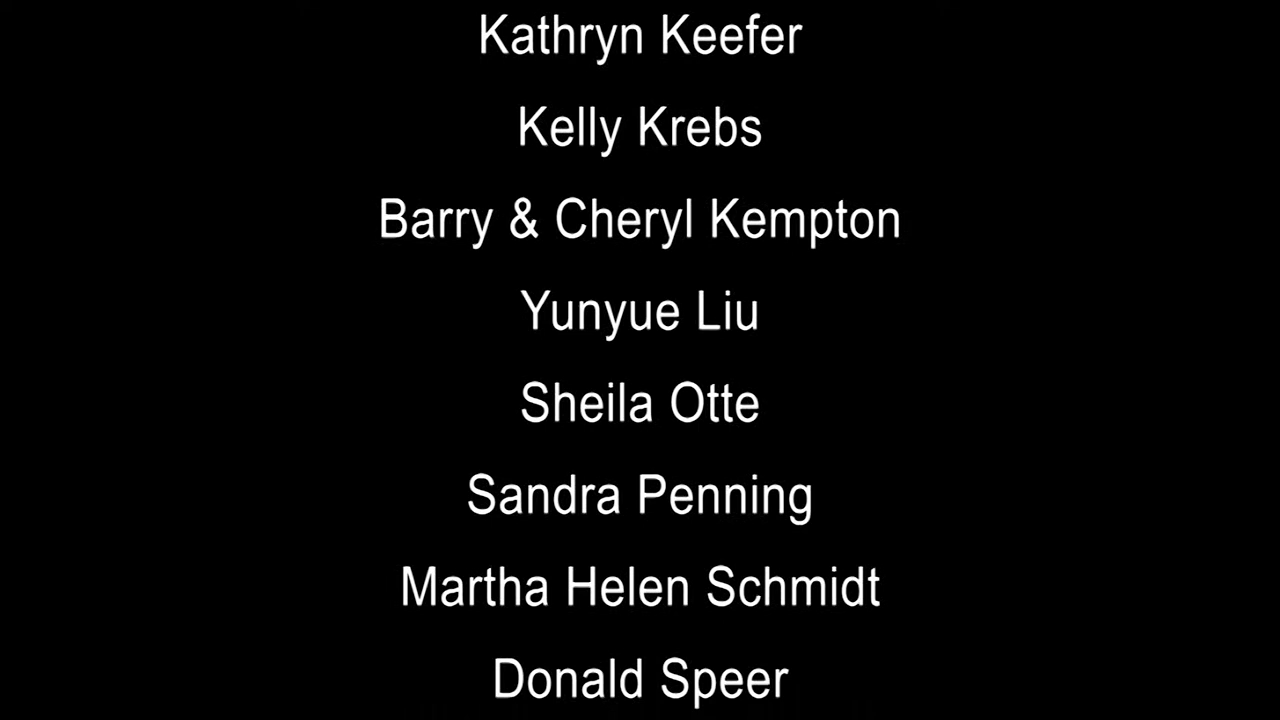 Kathryn Keefer
Kelly Krebs
Barry & Cheryl Kempton
Yunyue Liu
Sheila Otte
Sandra Penning
Martha Helen Schmidt
Donald Speer